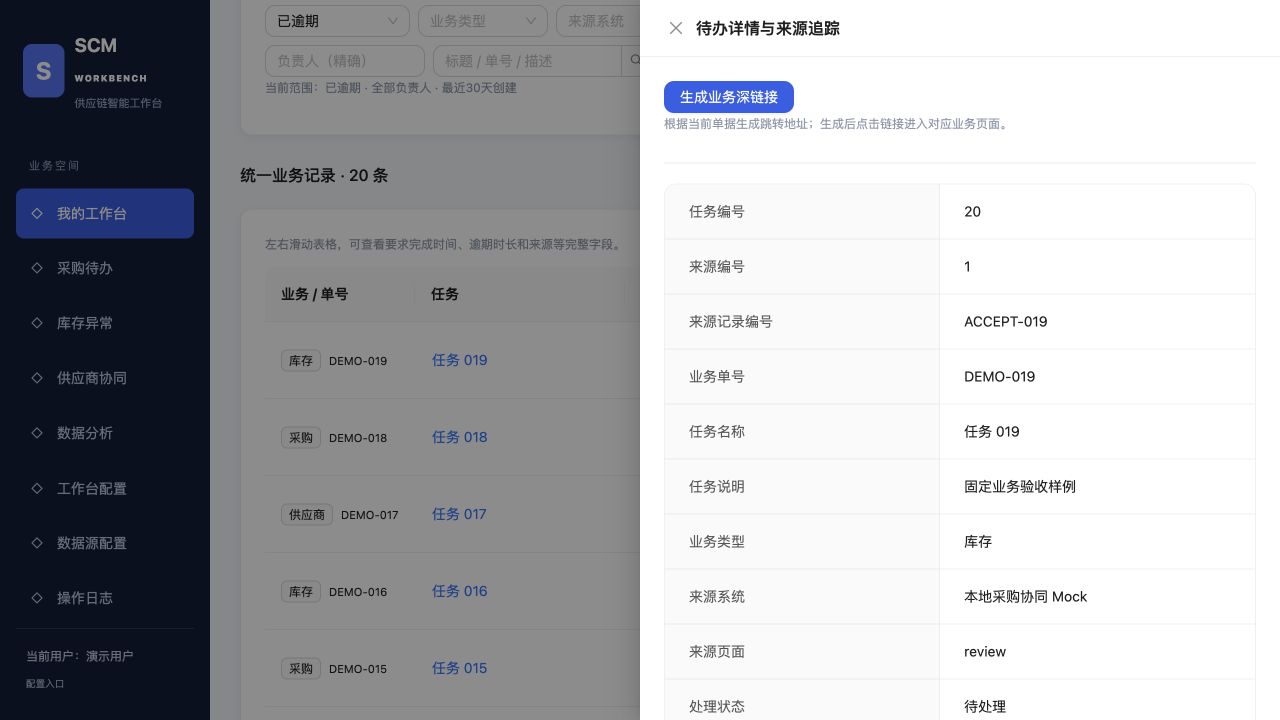 S
SCM
WORKBENCH
供应链智能工作台
业务空间
我的工作台
采购待办
库存异常
供应商协同
数据分析
工作台配置
数据源配置
操作日志
当前用户：演示用户
配置入口
已逾期
业务类型
来源系统
负责人（精确）
标题 / 单号 / 描述
当前范围：已逾期 · 全部负责人 · 最近30天创建
统一业务记录 · 20 条
左右滑动表格，可查看要求完成时间、逾期时长和来源等完整字段。
业务 / 单号 任务
库存 DEMO-019 任务 019
采购 DEMO-018 任务 018
供应商 DEMO-017 任务 017
库存 DEMO-016 任务 016
采购 DEMO-015 任务 015
待办详情与来源追踪
生成业务深链接
根据当前单据生成跳转地址；生成后点击链接进入对应业务页面。
任务编号 20
来源编号 1
来源记录编号 ACCEPT-019
业务单号 DEMO-019
任务名称 任务 019
任务说明 固定业务验收样例
业务类型 库存
来源系统 本地采购协同 Mock
来源页面 review
处理状态 待处理